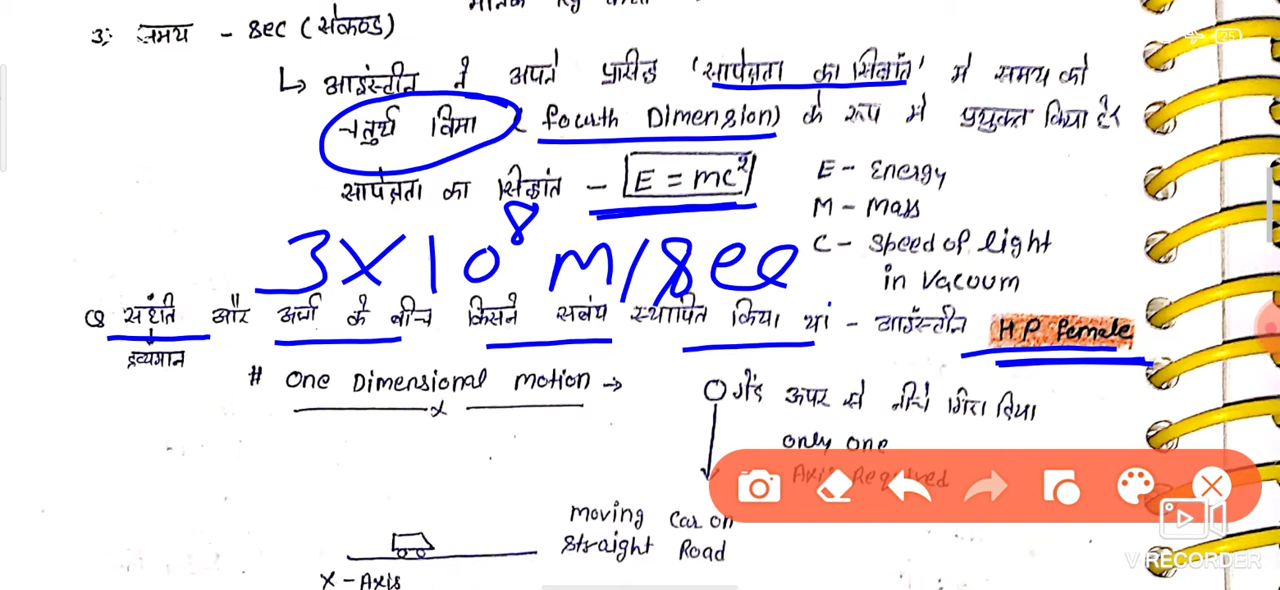 3ः समय - sec (सेकण्ड)
↳ आइंस्टीन ने अपने प्रसिद्ध 'सापेक्षता का सिद्धांत' मे समय को
चतुर्थ विमा ( fourth Dimension) के रूप मे प्रयुक्त किया है।
सापेक्षता का सिद्धांत - E = mc²
E - Energy
M - Mass
C - Speed of light
in Vacuum
3×10⁸ m/sec
Q संहति और ऊर्जा के बीच किसने सबंध स्थापित किया था - आइंस्टीन H.P female
द्रव्यमान
# One Dimensional motion →
x
गेंद ऊपर से नीचे गिरा दिया
only one
Axis Required
moving Car on
straight Road
X - Axis
25
V RECORDER